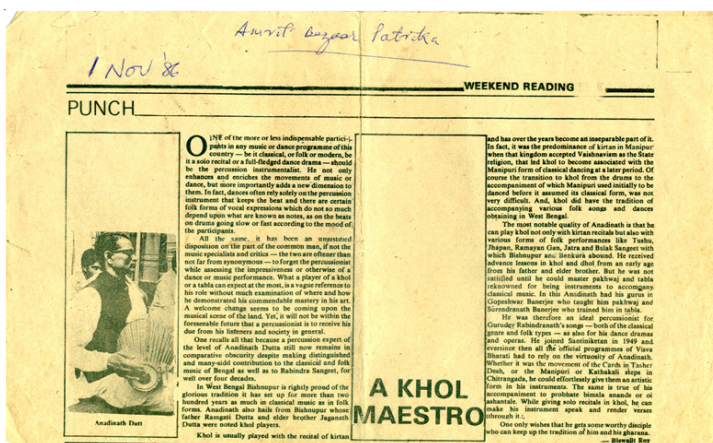 Amrit Bazaar Patrika
1 Nov '86
WEEKEND READING
PUNCH
Anadinath Dutt
ONE of the more or less indispensable partici-
pants in any music or dance programme of this
country — be it classical, or folk or modern, be
it a solo recital or a full-fledged dance drama — should
be the percussion instrumentalist. He not only
enhances and enriches the movements of music or
dance, but more importantly adds a new dimension to
them. In fact, dances often rely solely on the percussion
instrument that keeps the beat and there are certain
folk forms of vocal expressions which do not so much
depend upon what are known as notes, as on the beats
on drums going slow or fast according to the mood of
the participants.
All the same, it has been an unjustified
disposition on the part of the common man, if not the
music specialists and critics — the two are oftener than
not far from synonymous — to forget the percussionist
while assessing the impressiveness or otherwise of a
dance or music performance. What a player of a khol
or a tabla can expect at the most, is a vague reference to
his role without much examination of where and how
he demonstrated his commendable mastery in his art.
A welcome change seems to be coming upon the
musical scene of the land. Yet, it will not be within the
foreseable future that a percussionist is to receive his
due from his listeners and society in general.
One recalls all that because a percussion expert of
the level of Anadinath Dutta still now remains in
comparative obscurity despite making distinguished
and many-sided contribution to the classical and folk
music of Bengal as well as to Rabindra Sangeet, for
well over four decades.
In West Bengal Bishnupur is rightly proud of the
glorious tradition it has set up for more than two
hundred years as much in classical music as in folk
forms. Anadinath also hails from Bishnupur whose
father Ramgati Dutta and elder brother Jaganath
Dutta were noted khol players.
Khol is usually played with the recital of kirtan
A KHOL
MAESTRO
and has over the years become an inseparable part of it.
In fact, it was the predominance of kirtan in Manipur
when that kingdom accepted Vaishnavism as the State
religion, that led khol to become associated with the
Manipuri form of classical dancing at a later period. Of
course the transition to khol from the drums to the
accompaniment of which Manipuri used initially to be
danced before it assumed its classical form, was not
very difficult. And, khol did have the tradition of
accompanying various folk songs and dances
obtaining in West Bengal.
The most notable quality of Anadinath is that he
can play khol not only with kirtan recitals but also with
various forms of folk performances like Tushu,
Jhapan, Ramayan Gan, Jatra and Bulak Sangeet with
which Bishnupur and Bankura abound. He received
advance lessons in khol and dhol from an early age
from his father and elder brother. But he was not
satisfied until he could master pakhwaj and tabla
reknowned for being instruments to accompany
classical music. In this Anadinath had his gurus in
Gopeshwar Banerjee who taught him pakhwaj and
Surendranath Banerjee who trained him in tabla.
He was therefore an ideal percussionist for
Gurudev Rabindranath's songs — both of the classical
genre and folk types — as also for his dance dramas
and operas. He joined Santiniketan in 1949 and
eversince then all the official programmes of Visva
Bharati had to rely on the virtuosity of Anadinath.
Whether it was the movement of the Cards in Tasher
Desh, or the Manipuri or Kathakali steps in
Chitrangada, he could effortlessly give them an artistic
form in his instruments. The same is true of his
accompaniment to probhate bimala anande or oi
ashantale. While giving solo recitals in khol, he can
make his instrument speak and render verses
through it.
One only wishes that he gets some worthy disciple
who can keep up the tradition of him and his gharana.
— Biswajit Roy